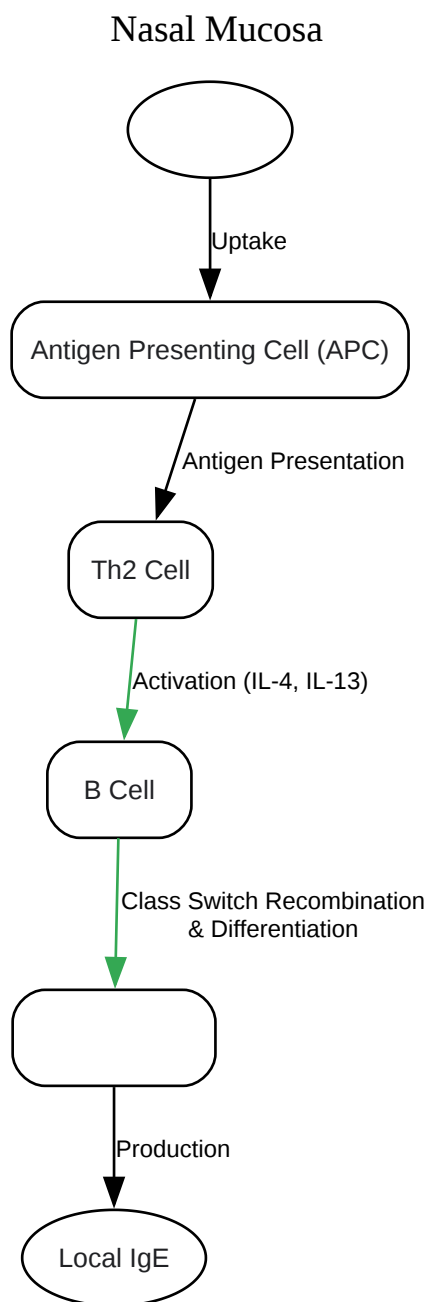 Nasal Mucosa
Uptake
Antigen Presenting Cell (APC)
Antigen Presentation
Th2 Cell
Activation (IL-4, IL-13)
B Cell
Class Switch Recombination
& Differentiation
Production
Local IgE